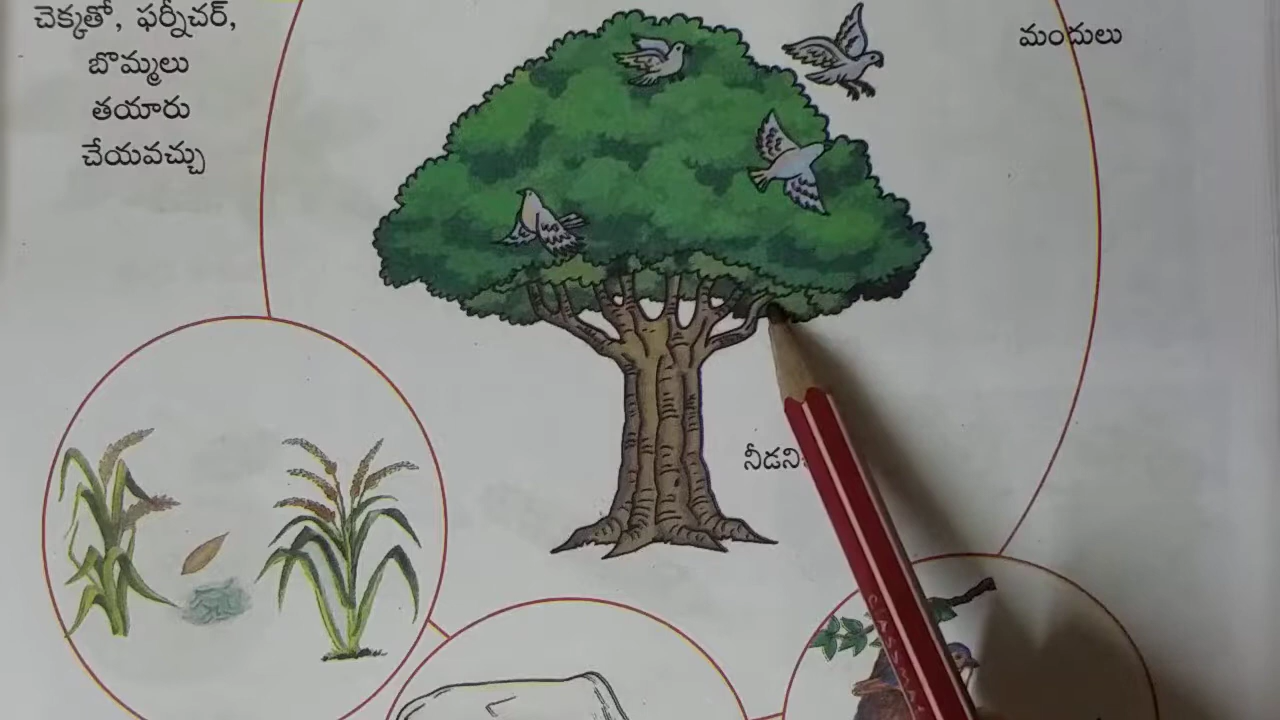 చెక్కతో, ఫర్నీచర్,
బొమ్మలు
తయారు
చేయవచ్చు
మందులు